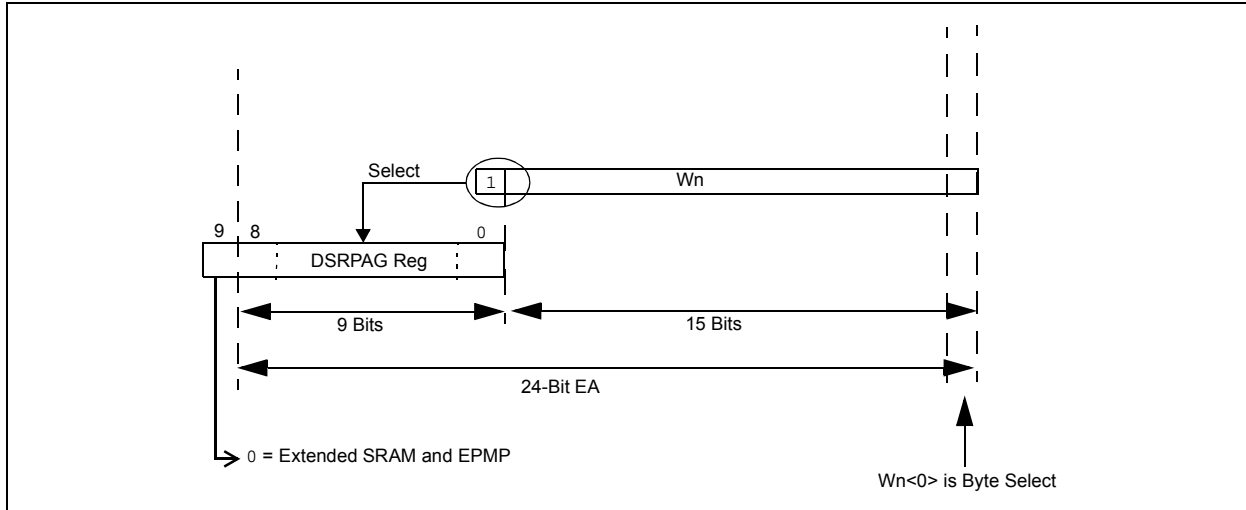 Select
1
Wn
9
8
0
DSRPAG Reg
9 Bits
15 Bits
24-Bit EA
0 = Extended SRAM and EPMP
Wn<0> is Byte Select